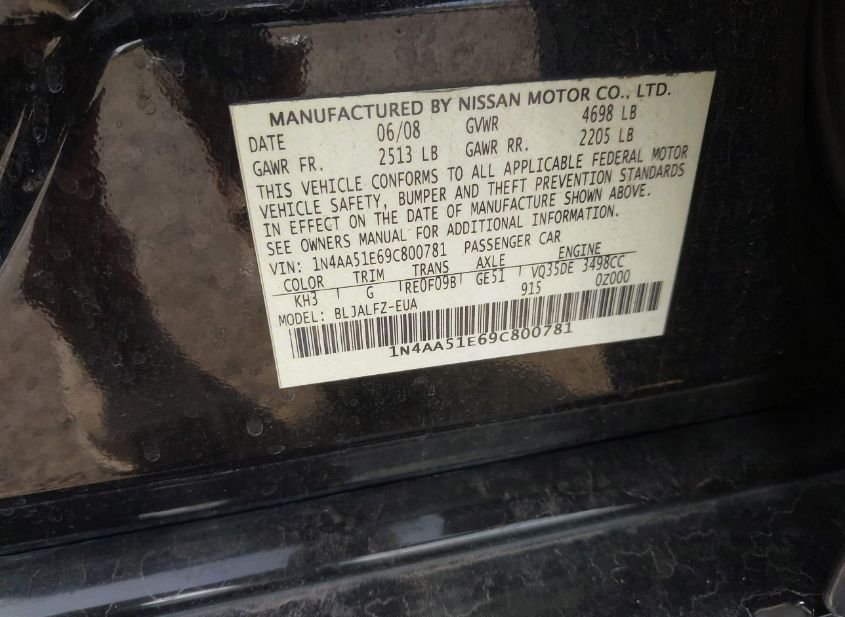 MANUFACTURED BY NISSAN MOTOR CO., LTD.
DATE 06/08 GVWR 4698 LB
GAWR FR. 2513 LB GAWR RR. 2205 LB
THIS VEHICLE CONFORMS TO ALL APPLICABLE FEDERAL MOTOR
VEHICLE SAFETY, BUMPER AND THEFT PREVENTION STANDARDS
IN EFFECT ON THE DATE OF MANUFACTURE SHOWN ABOVE.
SEE OWNERS MANUAL FOR ADDITIONAL INFORMATION.
VIN: 1N4AA51E69C800781 PASSENGER CAR
COLOR TRIM TRANS AXLE ENGINE
KH3 G RE0F09B GE51 VQ35DE 3498CC
MODEL: BLJALFZ-EUA 915 0Z000
1N4AA51E69C800781